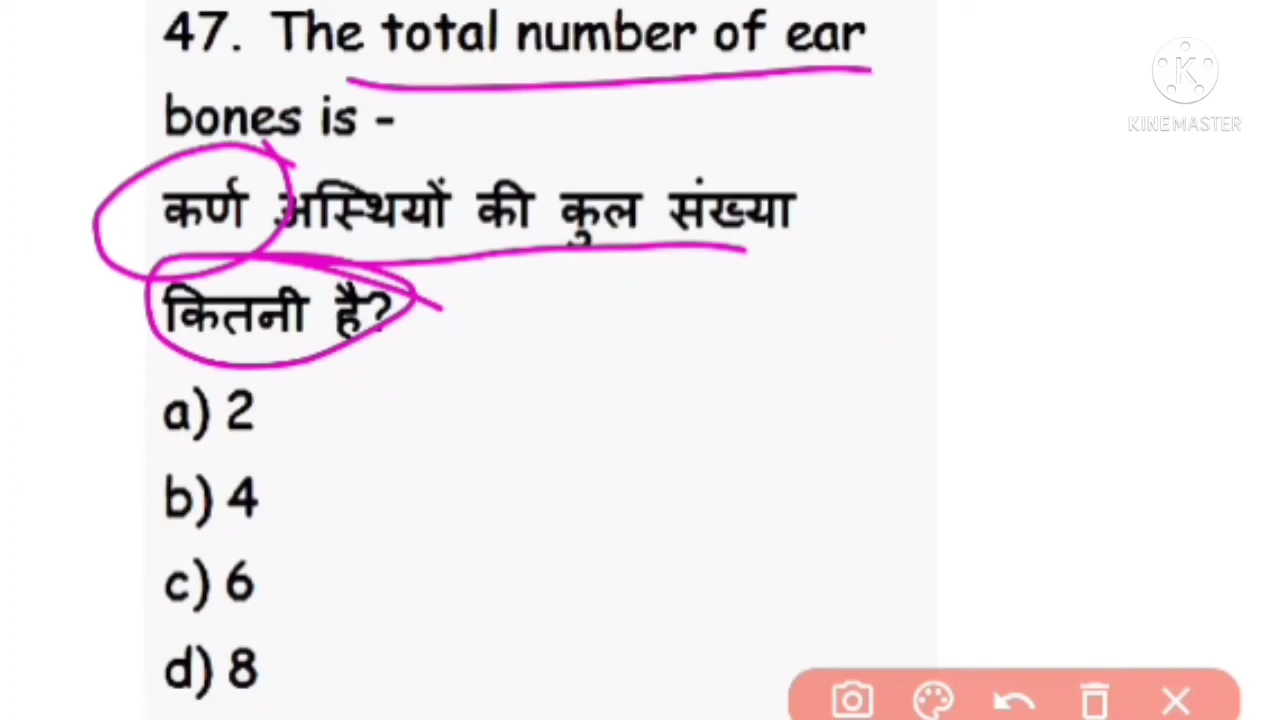 47. The total number of ear
bones is -
कर्ण अस्थियों की कुल संख्या
कितनी है?
a) 2
b) 4
c) 6
d) 8
K
KINEMASTER